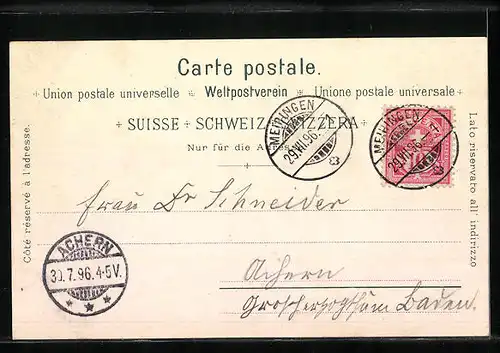 Carte postale.
Union postale universelle Weltpostverein Unione postale universale
SUISSE SCHWEIZ SVIZZERA
Nur für die Adresse
Côté réservé à l'adresse.
Lato riservato all' indirizzo
MEIRINGEN
29.VII.96.
MEIRINGEN
29.VII.96.
Frau Dr Schneider
Achern
Grossherzogthum Baden.
ACHERN
30.7.96.4-5V.